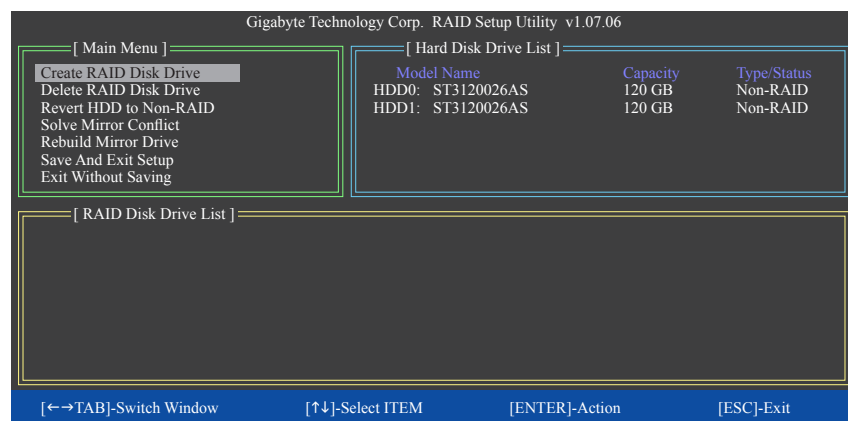 Gigabyte Technology Corp. RAID Setup Utility v1.07.06
[ Main Menu ]
Create RAID Disk Drive
Delete RAID Disk Drive
Revert HDD to Non-RAID
Solve Mirror Conflict
Rebuild Mirror Drive
Save And Exit Setup
Exit Without Saving
[ Hard Disk Drive List ]
Model Name Capacity Type/Status
HDD0: ST3120026AS 120 GB Non-RAID
HDD1: ST3120026AS 120 GB Non-RAID
[ RAID Disk Drive List ]
[←→TAB]-Switch Window [↑↓]-Select ITEM [ENTER]-Action [ESC]-Exit